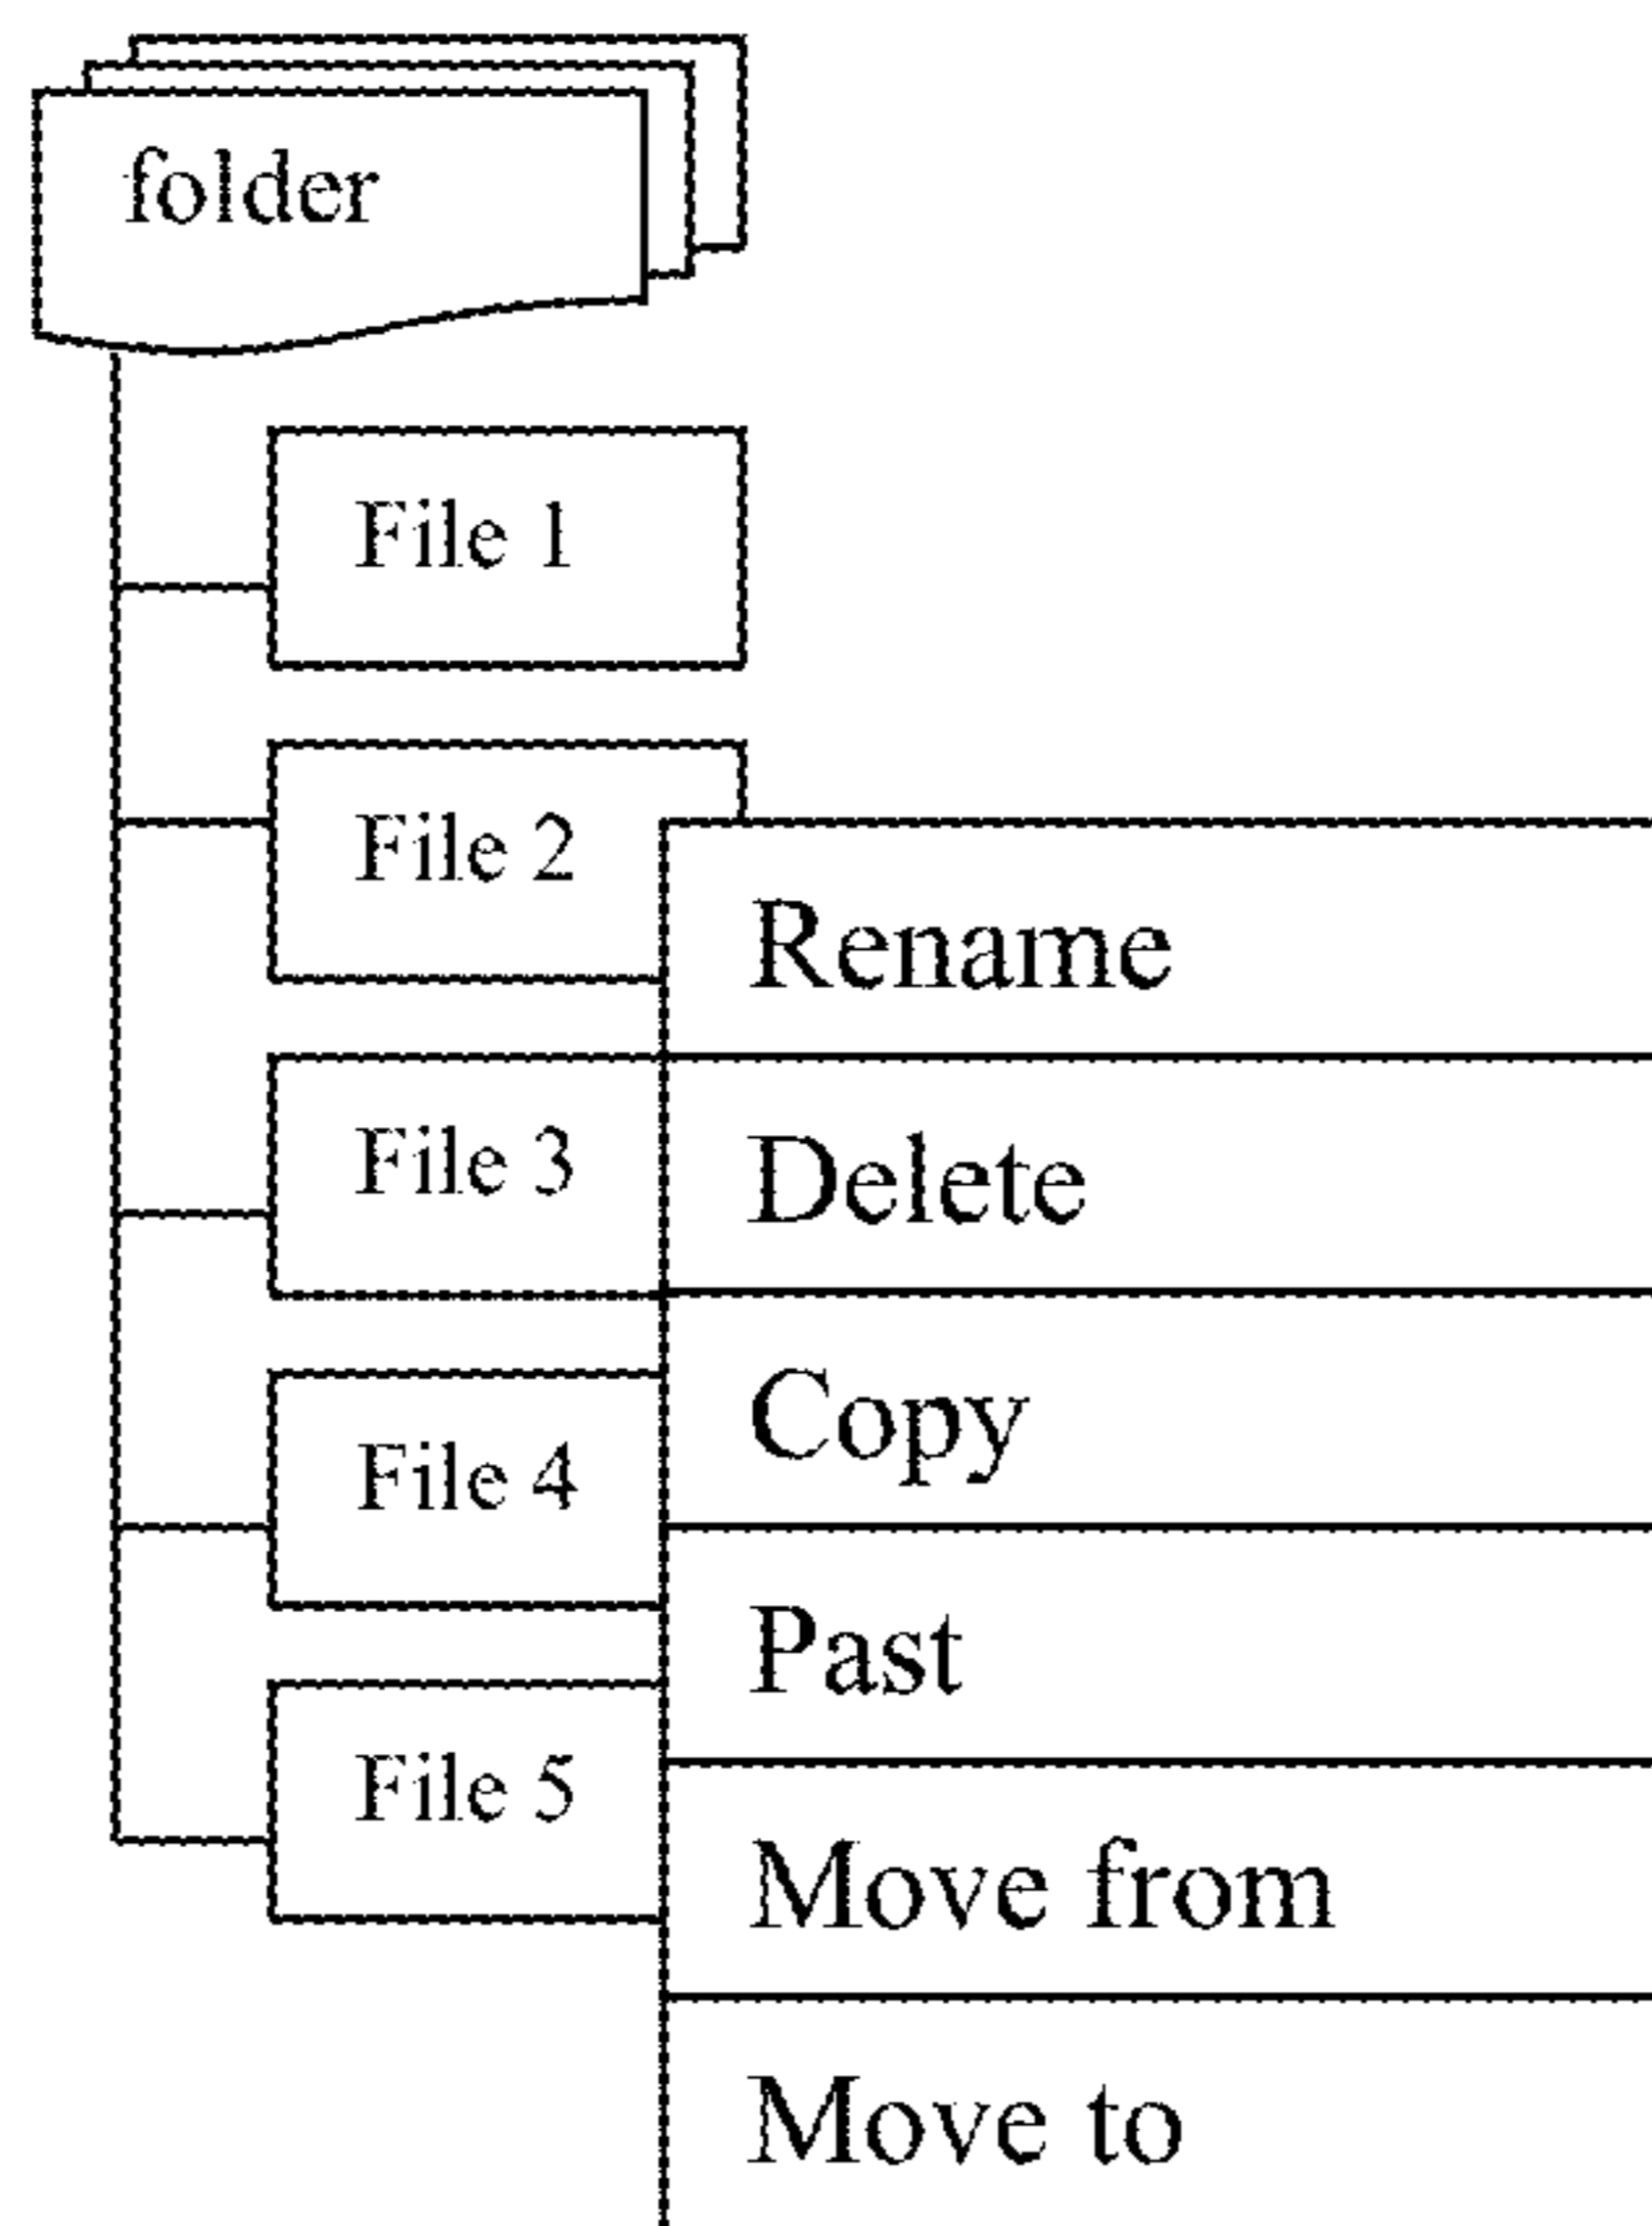 folder
File 1
File 2
Rename
File 3
Delete
File 4
Copy
Past
File 5
Move from
Move to